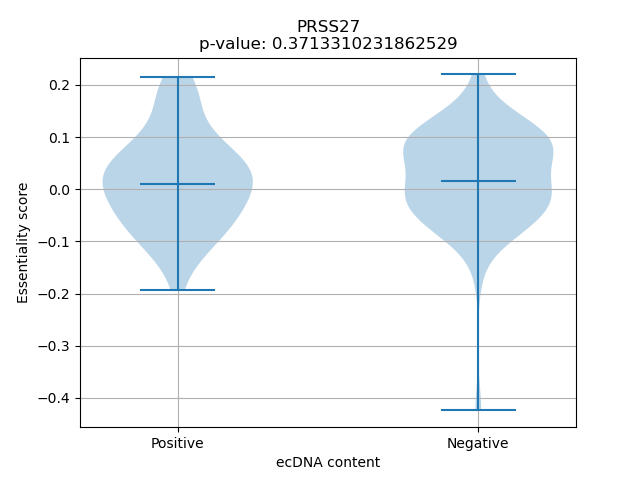 PRSS27
p-value: 0.3713310231862529
0.2
0.1
0.0
−0.1
−0.2
−0.3
−0.4
Essentiality score
Positive
Negative
ecDNA content